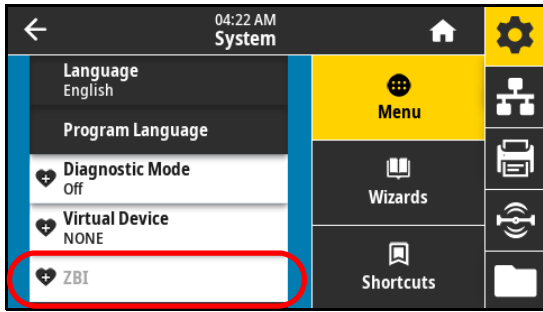 04:22 AM
System
Language
English
Program Language
Diagnostic Mode
Off
Virtual Device
NONE
ZBI
Menu
Wizards
Shortcuts